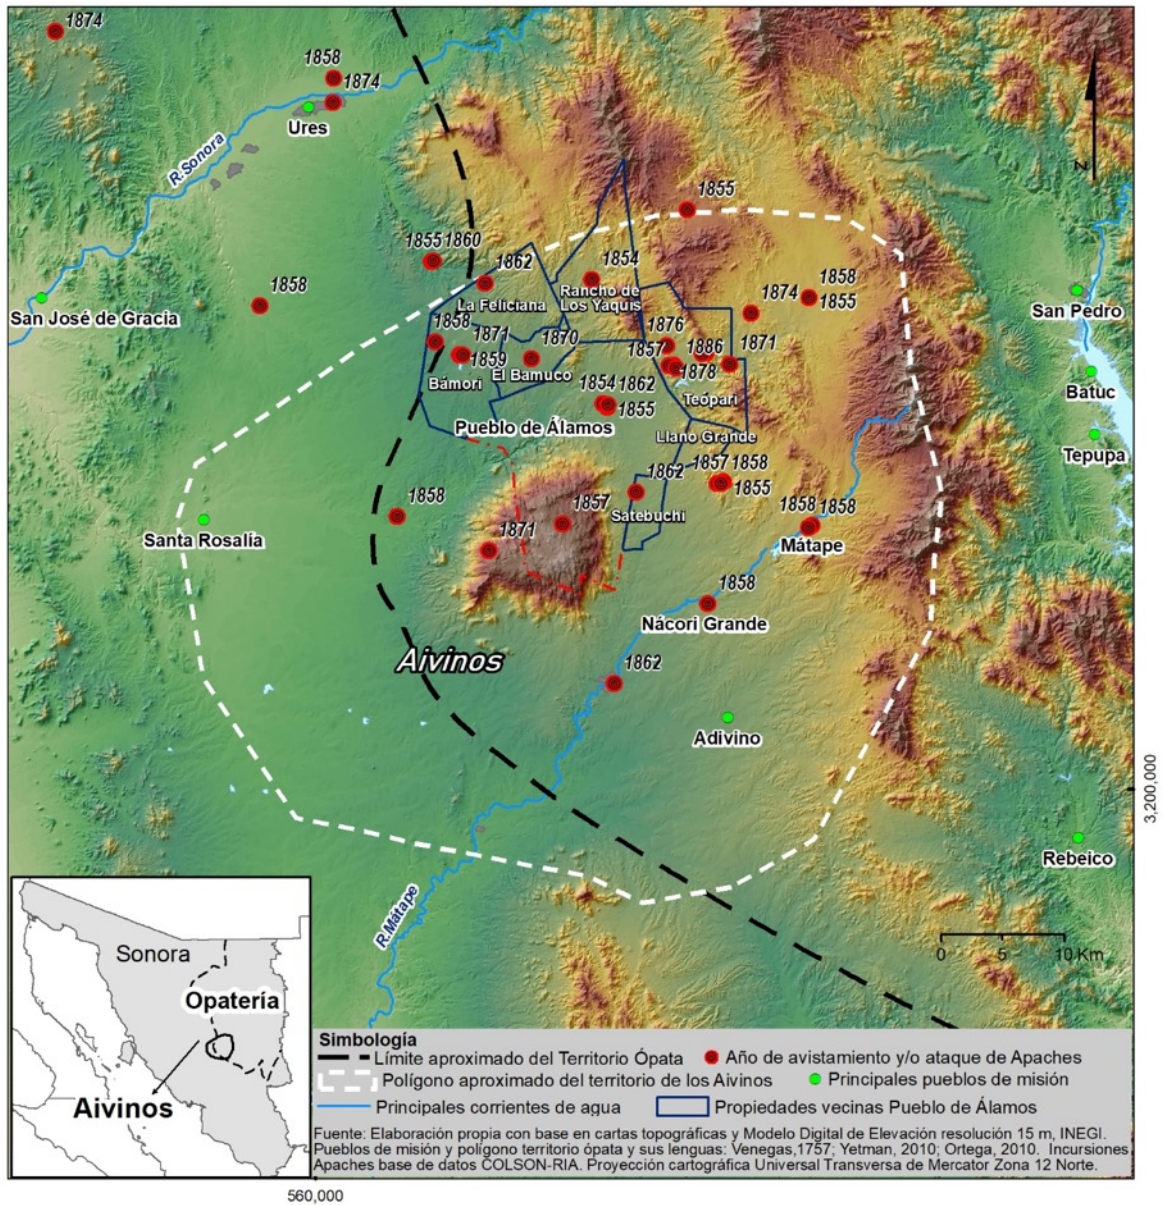 1874
1858
1874
Ures
R.Sonora
N
1855
1855 1860
1862
1854
La Feliciana
Rancho de
Los Yaquis
1858
San José de Gracia
1858
1874
1855
San Pedro
1858
1871
1870
1876
1859
1857
1886
1871
El Bamuco
1878
Bámori
1854 1862
Teópari
Batuc
1855
Pueblo de Álamos
Llano Grande
Tepupa
1862
1857 1858
1855
1858
1857
Satebuchi
1858 1858
Santa Rosalía
1871
Mátape
1858
Nácori Grande
Aivinos
1862
Adivino
3,200,000
Rebeico
R.Mátape
0 5 10 Km
Sonora
Opatería
Aivinos
Simbología
Límite aproximado del Territorio Ópata
Año de avistamiento y/o ataque de Apaches
Polígono aproximado del territorio de los Aivinos
Principales pueblos de misión
Principales corrientes de agua
Propiedades vecinas Pueblo de Álamos
Fuente: Elaboración propia con base en cartas topográficas y Modelo Digital de Elevación resolución 15 m, INEGI.
Pueblos de misión y polígono territorio ópata y sus lenguas: Venegas,1757; Yetman, 2010; Ortega, 2010. Incursiones
Apaches base de datos COLSON-RIA. Proyección cartográfica Universal Transversa de Mercator Zona 12 Norte.
560,000